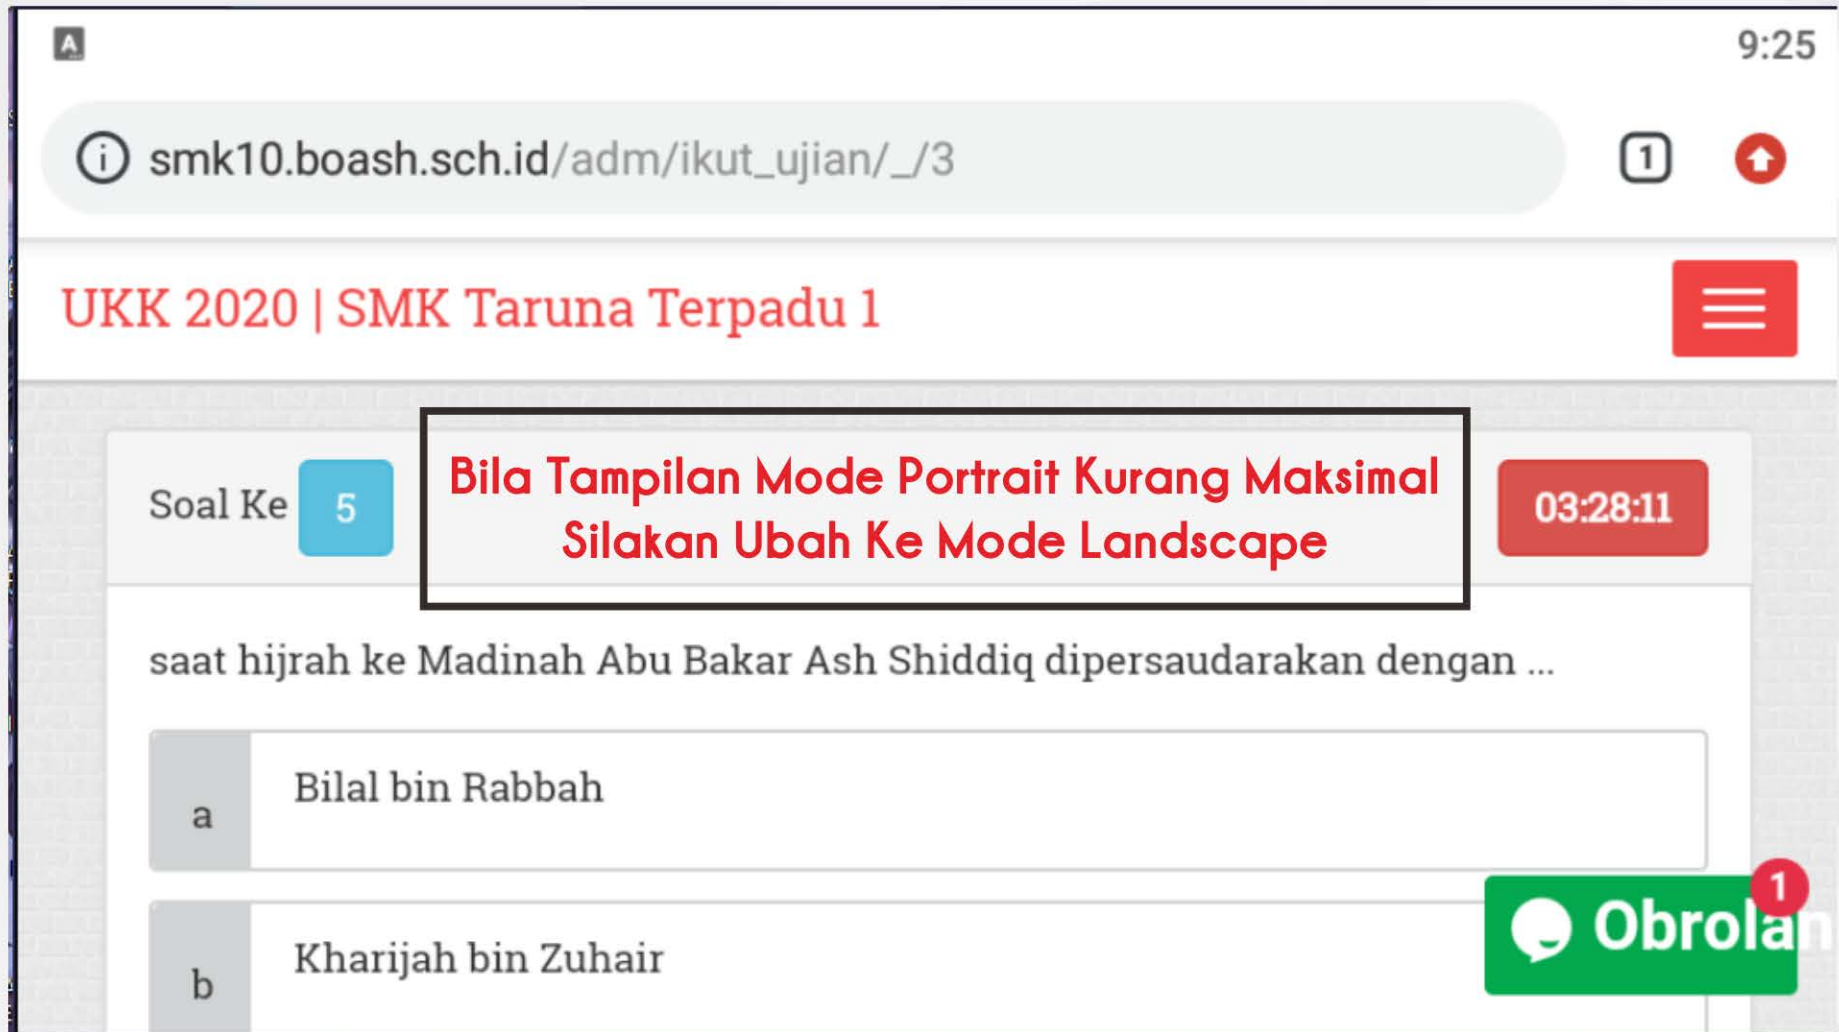 A
9:25
smk10.boash.sch.id/adm/ikut_ujian/_/3
1
UKK 2020 | SMK Taruna Terpadu 1
Soal Ke 5
Bila Tampilan Mode Portrait Kurang Maksimal
Silakan Ubah Ke Mode Landscape
03:28:11
saat hijrah ke Madinah Abu Bakar Ash Shiddiq dipersaudarakan dengan ...
a Bilal bin Rabbah
b Kharijah bin Zuhair
Obrolan
1